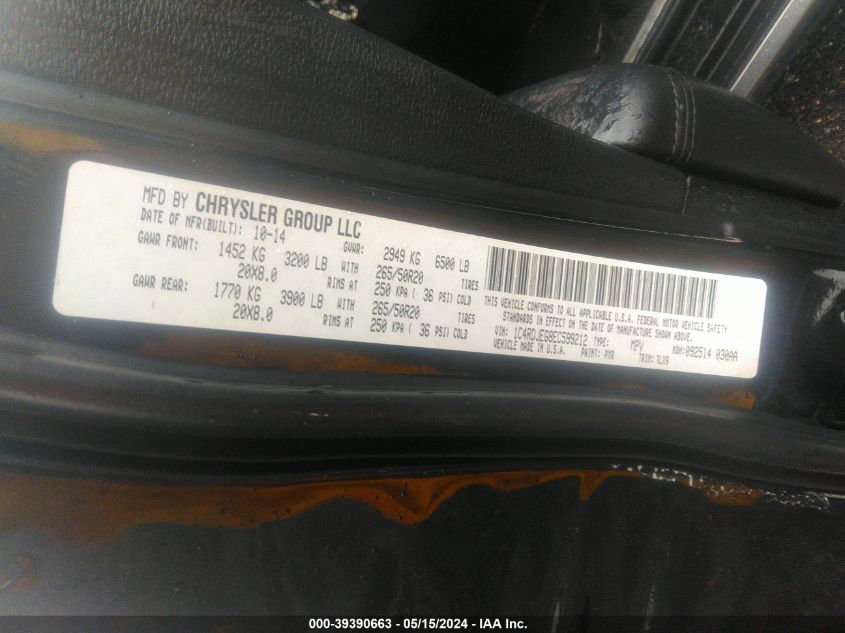 MFD BY CHRYSLER GROUP LLC
DATE OF MFR(BUILT): 10-14 GVWR: 2949 KG 6500 LB
GAWR FRONT: 1452 KG 3200 LB WITH 265/50R20 TIRES
20X8.0 RIMS AT 250 KPA ( 36 PSI) COLD
GAWR REAR: 1770 KG 3900 LB WITH 265/50R20 TIRES
20X8.0 RIMS AT 250 KPA ( 36 PSI) COLD
THIS VEHICLE CONFORMS TO ALL APPLICABLE U.S.A. FEDERAL MOTOR VEHICLE SAFETY
STANDARDS IN EFFECT ON THE DATE OF MANUFACTURE SHOWN ABOVE.
VIN: 1C4RDJEG8EC599212 TYPE: MPV MDH:092514 030AA
VEHICLE MADE IN U.S.A. PAINT: PXR TRIM: DLX9
000-39390663 - 05/15/2024 - IAA Inc.